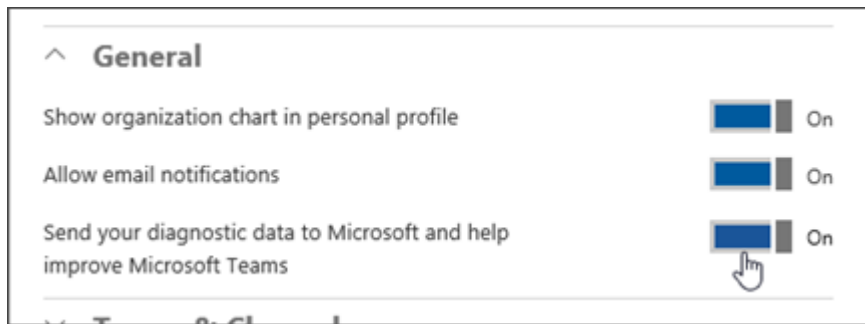 General
Show organization chart in personal profile
On
Allow email notifications
On
Send your diagnostic data to Microsoft and help
On
improve Microsoft Teams